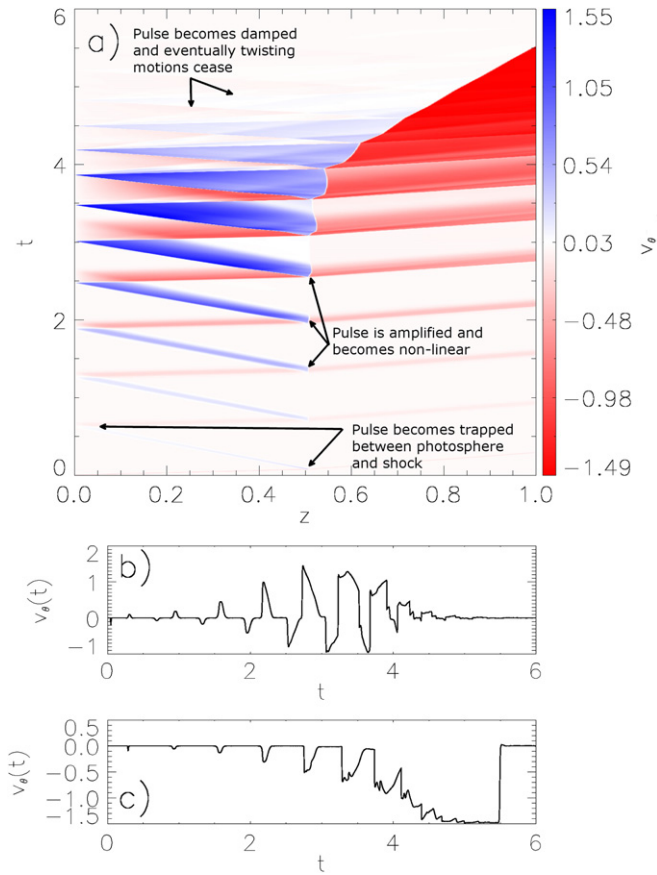 a)
Pulse becomes damped
and eventually twisting
motions cease
Pulse is amplified and
becomes non-linear
Pulse becomes trapped
between photosphere
and shock
6
4
2
0
t
0.0 0.2 0.4 0.6 0.8 1.0
z
1.55
1.05
0.54
0.03
−0.48
−0.98
−1.49
vθ
b)
2
1
0
−1
vθ(t)
0 2 4 6
t
c)
0.5
0.0
−0.5
−1.0
−1.5
vθ(t)
0 2 4 6
t